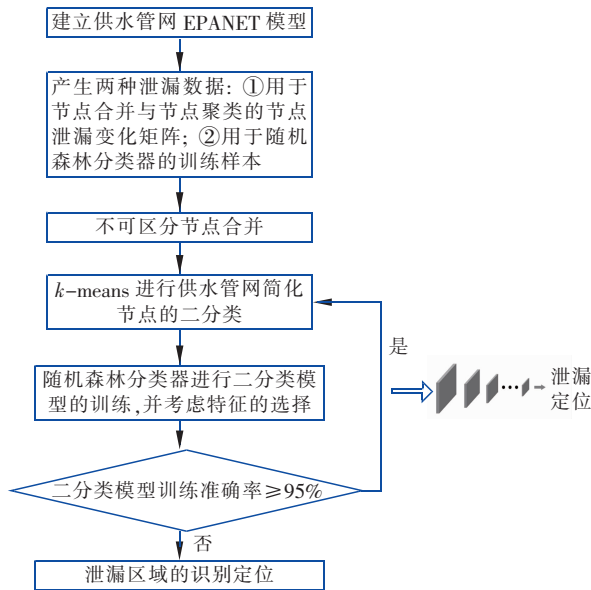 建立供水管网 EPANET 模型
产生两种泄漏数据: ①用于
节点合并与节点聚类的节点
泄漏变化矩阵; ②用于随机
森林分类器的训练样本
不可区分节点合并
k-means 进行供水管网简化
节点的二分类
随机森林分类器进行二分类模
型的训练,并考虑特征的选择
二分类模型训练准确率≥95%
是
否
泄漏区域的识别定位
泄漏
定位